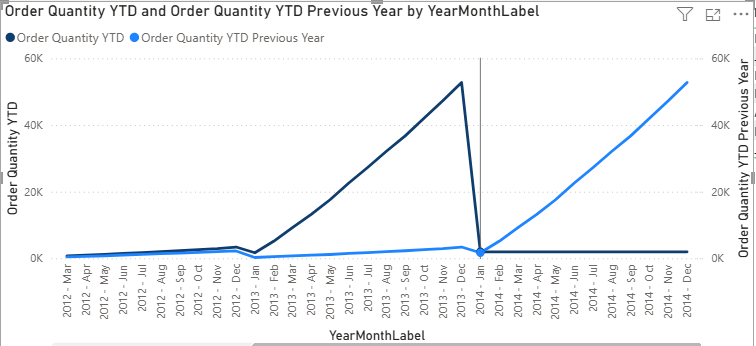 Order Quantity YTD and Order Quantity YTD Previous Year by YearMonthLabel
Order Quantity YTD Order Quantity YTD Previous Year
Order Quantity YTD
60K
40K
20K
0K
60K
40K
20K
0K
Order Quantity YTD Previous Year
2012 - Mar
2012 - Apr
2012 - May
2012 - Jun
2012 - Jul
2012 - Aug
2012 - Sep
2012 - Oct
2012 - Nov
2012 - Dec
2013 - Jan
2013 - Feb
2013 - Mar
2013 - Apr
2013 - May
2013 - Jun
2013 - Jul
2013 - Aug
2013 - Sep
2013 - Oct
2013 - Nov
2013 - Dec
2014 - Jan
2014 - Feb
2014 - Mar
2014 - Apr
2014 - May
2014 - Jun
2014 - Jul
2014 - Aug
2014 - Sep
2014 - Oct
2014 - Nov
2014 - Dec
YearMonthLabel